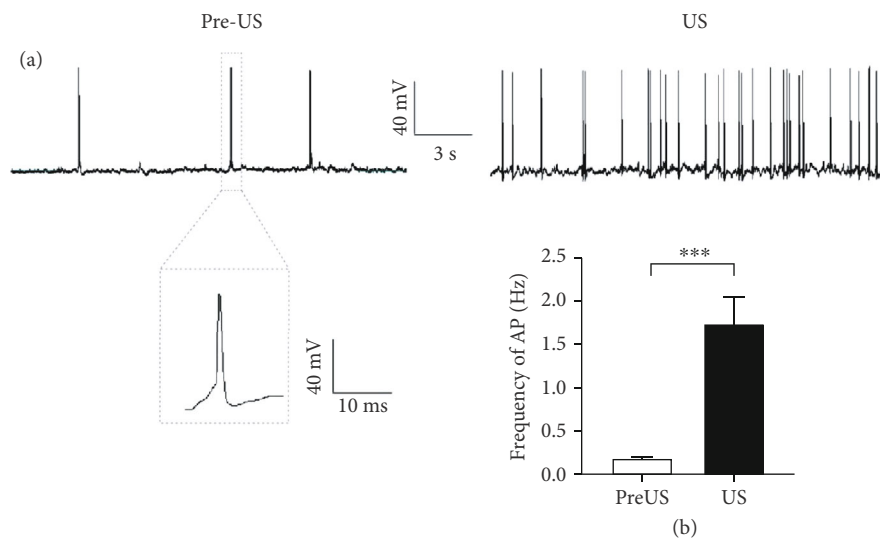 Pre-US
US
(a)
40 mV
3 s
40 mV
10 ms
Frequency of AP (Hz)
2.5
2.0
1.5
1.0
0.5
0.0
***
PreUS
US
(b)